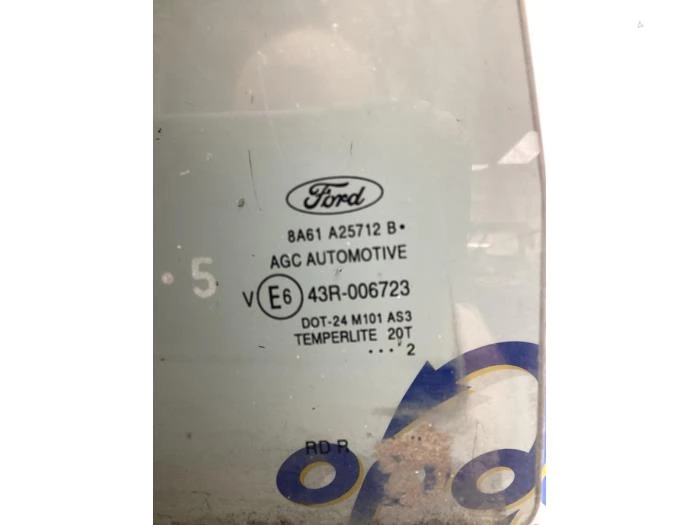 Ford
8A61 A25712 B•
AGC AUTOMOTIVE
• 5
V E6 43R-006723
DOT-24 M101 AS3
TEMPERLITE 20T
.... 2
RD R